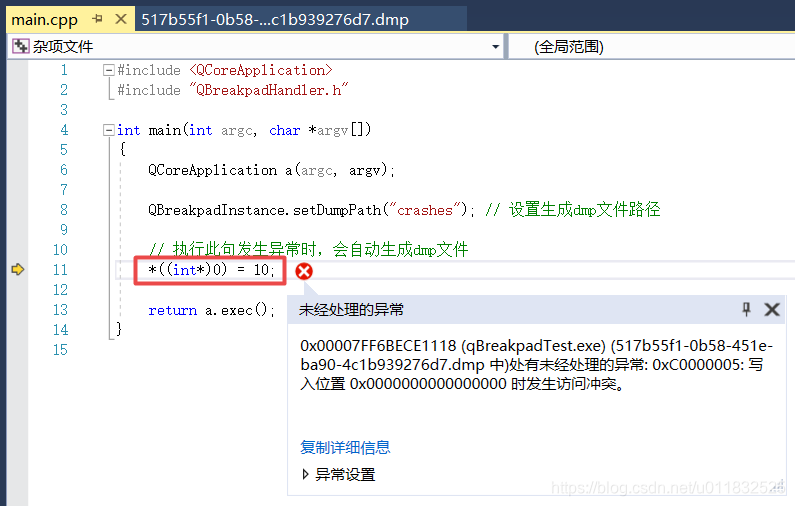 main.cpp 517b55f1-0b58-...c1b939276d7.dmp
杂项文件 (全局范围)
1 #include <QCoreApplication>
2 #include "QBreakpadHandler.h"
3
4 int main(int argc, char *argv[])
5 {
6 QCoreApplication a(argc, argv);
7
8 QBreakpadInstance.setDumpPath("crashes"); // 设置生成dmp文件路径
9
10 // 执行此句发生异常时，会自动生成dmp文件
11 *((int*)0) = 10;
12
13 return a.exec();
14 }
15
未经处理的异常
0x00007FF6BECE1118 (qBreakpadTest.exe) (517b55f1-0b58-451e-
ba90-4c1b939276d7.dmp 中)处有未经处理的异常: 0xC0000005: 写
入位置 0x0000000000000000 时发生访问冲突。
复制详细信息
异常设置
https://blog.csdn.net/u011832525